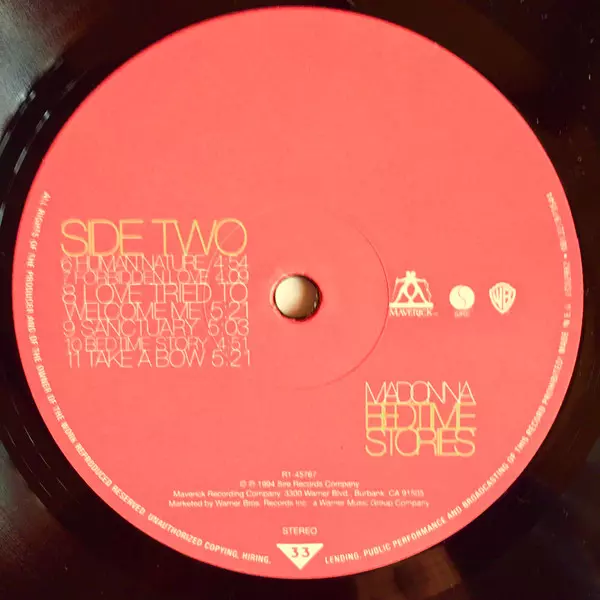 SIDE TWO
6 HUMAN NATURE / 4:54
7 FORBIDDEN LOVE / 4:09
8 LOVE TRIED TO
WELCOME ME / 5:21
9 SANCTUARY / 5:03
10 BEDTIME STORY / 4:51
11 TAKE A BOW / 5:21
MAVERICK
SIRE
WB
MADONNA
BEDTIME
STORIES
R1-45767
© ℗ 1994 Sire Records Company
Maverick Recording Company, 3300 Warner Blvd., Burbank, CA 91505
Marketed by Warner Bros. Records Inc. a Warner Music Group Company
STEREO
33
ALL RIGHTS OF THE PRODUCER AND OF THE OWNER OF THE WORK REPRODUCED RESERVED. UNAUTHORIZED COPYING, HIRING, LENDING, PUBLIC PERFORMANCE AND BROADCASTING OF THIS RECORD PROHIBITED. MADE IN E.U.